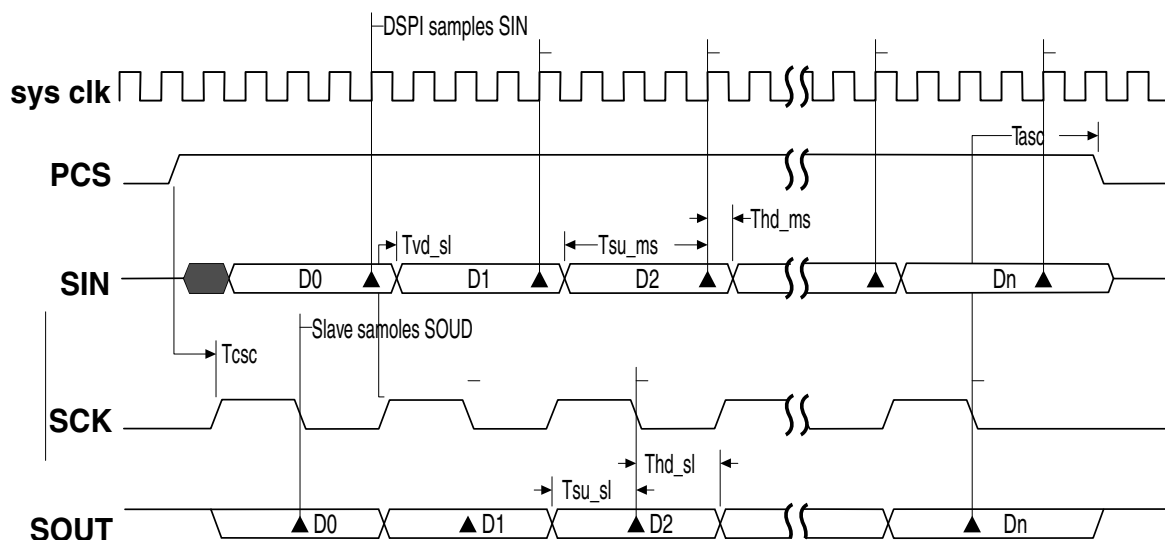 DSPI samples SIN
sys clk
Tasc
PCS
Thd_ms
Tvd_sl
Tsu_ms
SIN
D0
D1
D2
Dn
Slave samoles SOUD
Tcsc
SCK
Thd_sl
Tsu_sl
SOUT
D0
D1
D2
Dn